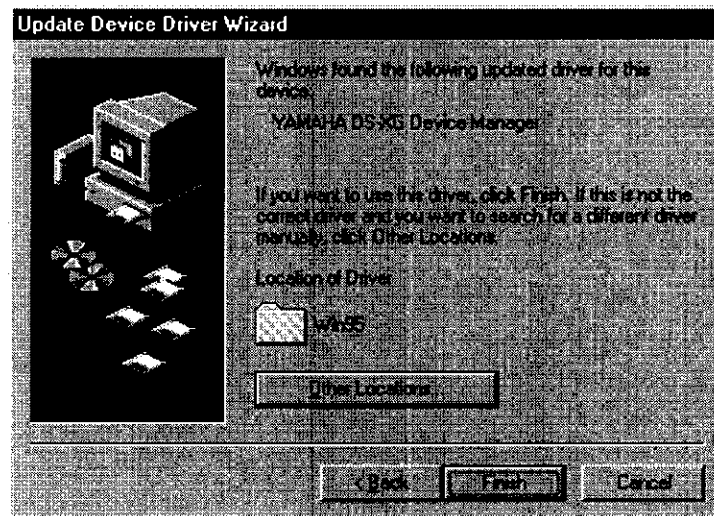 Update Device Driver Wizard
Windows found the following updated driver for this
device:
YAMAHA DS-XG Device Manager
If you want to use this driver, click Finish. If this is not the
correct driver and you want to search for a different driver
manually, click Other Locations.
Location of Driver:
Win95
Other Locations...
< Back
Finish
Cancel